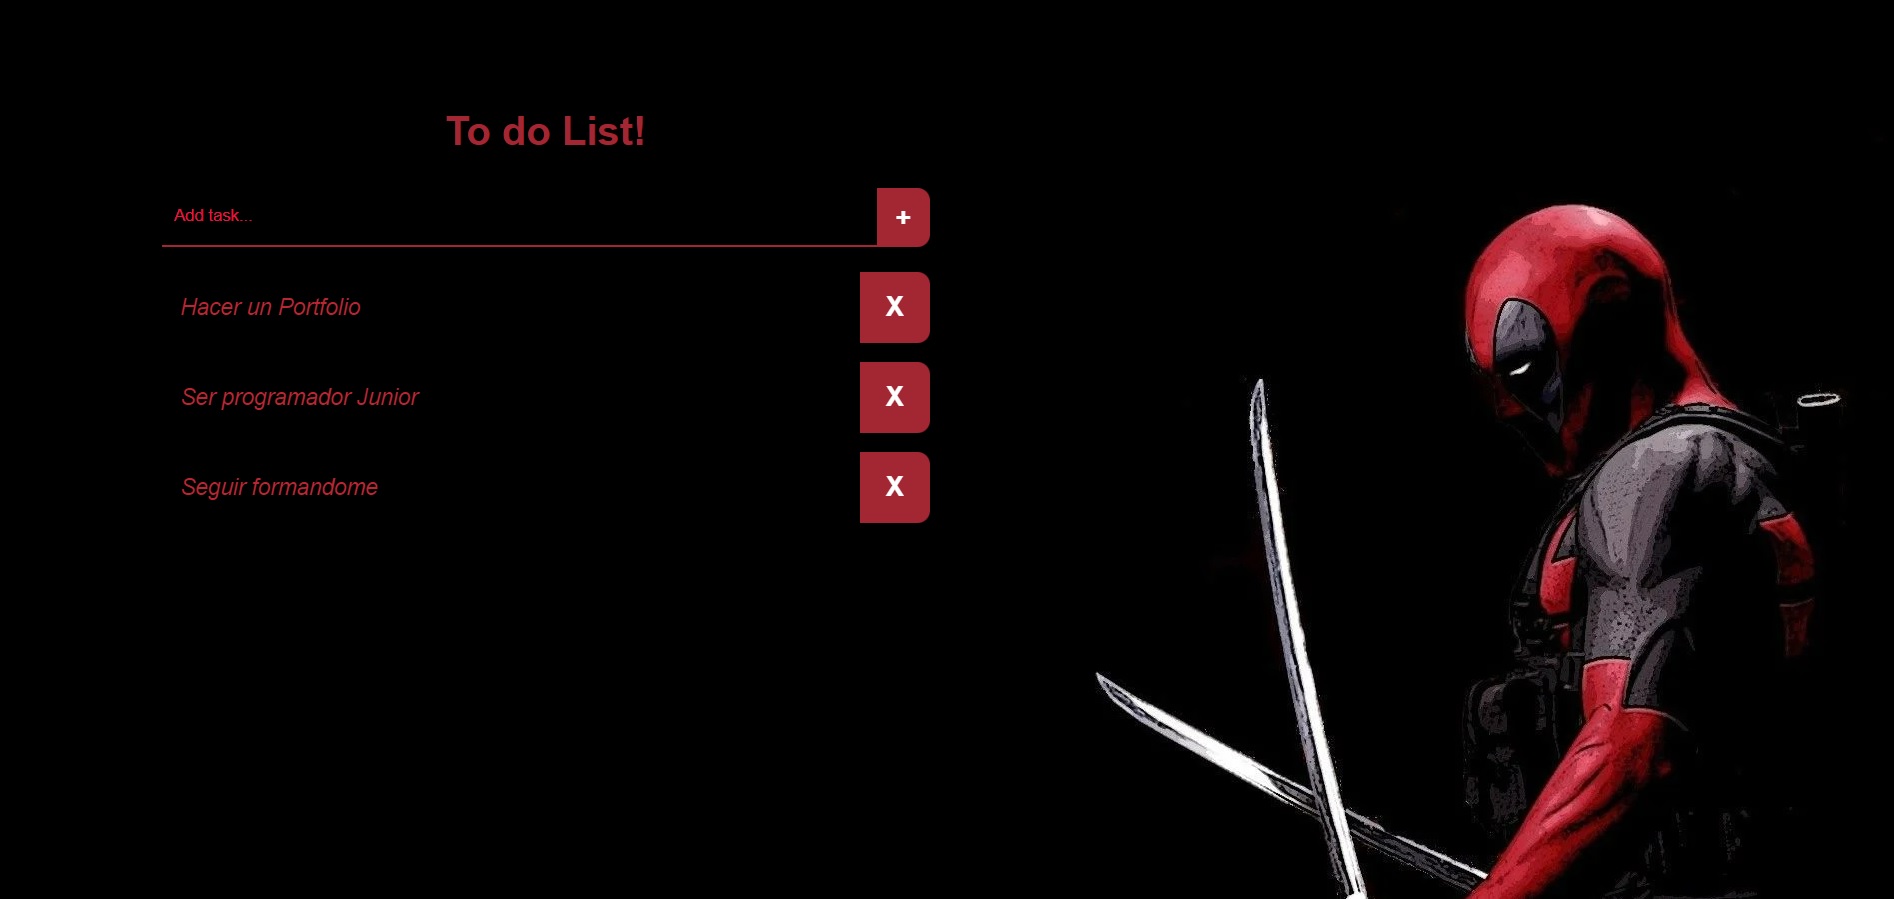 To do List!
Add task...
+
Hacer un Portfolio
X
Ser programador Junior
X
Seguir formandome
X